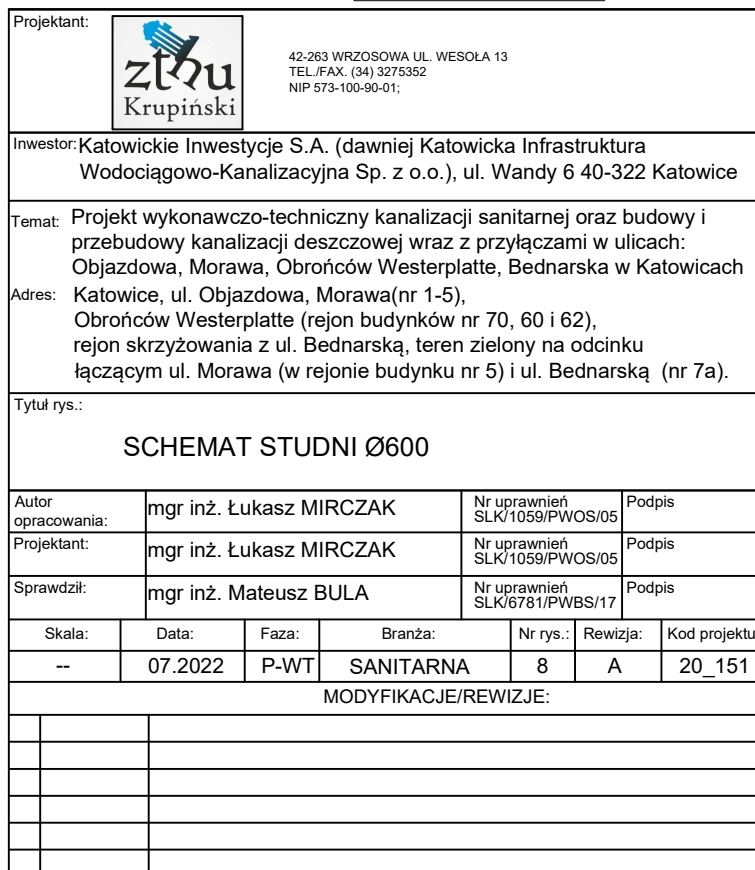 Projektant:
zthu
Krupiński
42-263 WRZOSOWA UL. WESOŁA 13
TEL./FAX. (34) 3275352
NIP 573-100-90-01;
Inwestor: Katowickie Inwestycje S.A. (dawniej Katowicka Infrastruktura
Wodociągowo-Kanalizacyjna Sp. z o.o.), ul. Wandy 6 40-322 Katowice
Temat: Projekt wykonawczo-techniczny kanalizacji sanitarnej oraz budowy i
przebudowy kanalizacji deszczowej wraz z przyłączami w ulicach:
Objazdowa, Morawa, Obrońców Westerplatte, Bednarska w Katowicach
Adres: Katowice, ul. Objazdowa, Morawa(nr 1-5),
Obrońców Westerplatte (rejon budynków nr 70, 60 i 62),
rejon skrzyżowania z ul. Bednarską, teren zielony na odcinku
łączącym ul. Morawa (w rejonie budynku nr 5) i ul. Bednarską (nr 7a).
Tytuł rys.:
SCHEMAT STUDNI Ø600
Autor
opracowania: mgr inż. Łukasz MIRCZAK Nr uprawnień SLK/1059/PWOS/05 Podpis
Projektant: mgr inż. Łukasz MIRCZAK Nr uprawnień SLK/1059/PWOS/05 Podpis
Sprawdził: mgr inż. Mateusz BULA Nr uprawnień SLK/6781/PWBS/17 Podpis
Skala: Data: Faza: Branża: Nr rys.: Rewizja: Kod projektu
-- 07.2022 P-WT SANITARNA 8 A 20_151
MODYFIKACJE/REWIZJE: